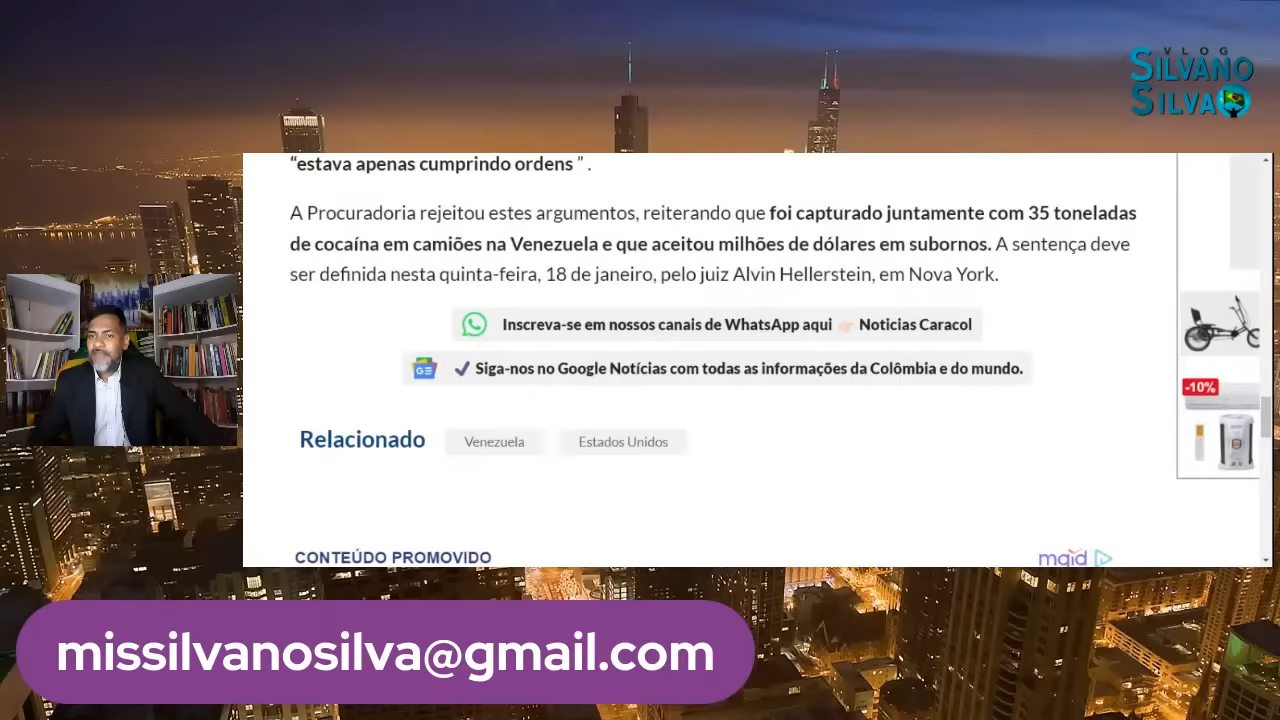 VLOG
SILVANO
SILVA
“estava apenas cumprindo ordens ” .
A Procuradoria rejeitou estes argumentos, reiterando que foi capturado juntamente com 35 toneladas
de cocaína em camiões na Venezuela e que aceitou milhões de dólares em subornos. A sentença deve
ser definida nesta quinta-feira, 18 de janeiro, pelo juiz Alvin Hellerstein, em Nova York.
Inscreva-se em nossos canais de WhatsApp aqui 👉🏻 Noticias Caracol
GE ✔ Siga-nos no Google Notícias com todas as informações da Colômbia e do mundo.
-10%
Relacionado Venezuela Estados Unidos
CONTEÚDO PROMOVIDO mgid
missilvanosilva@gmail.com